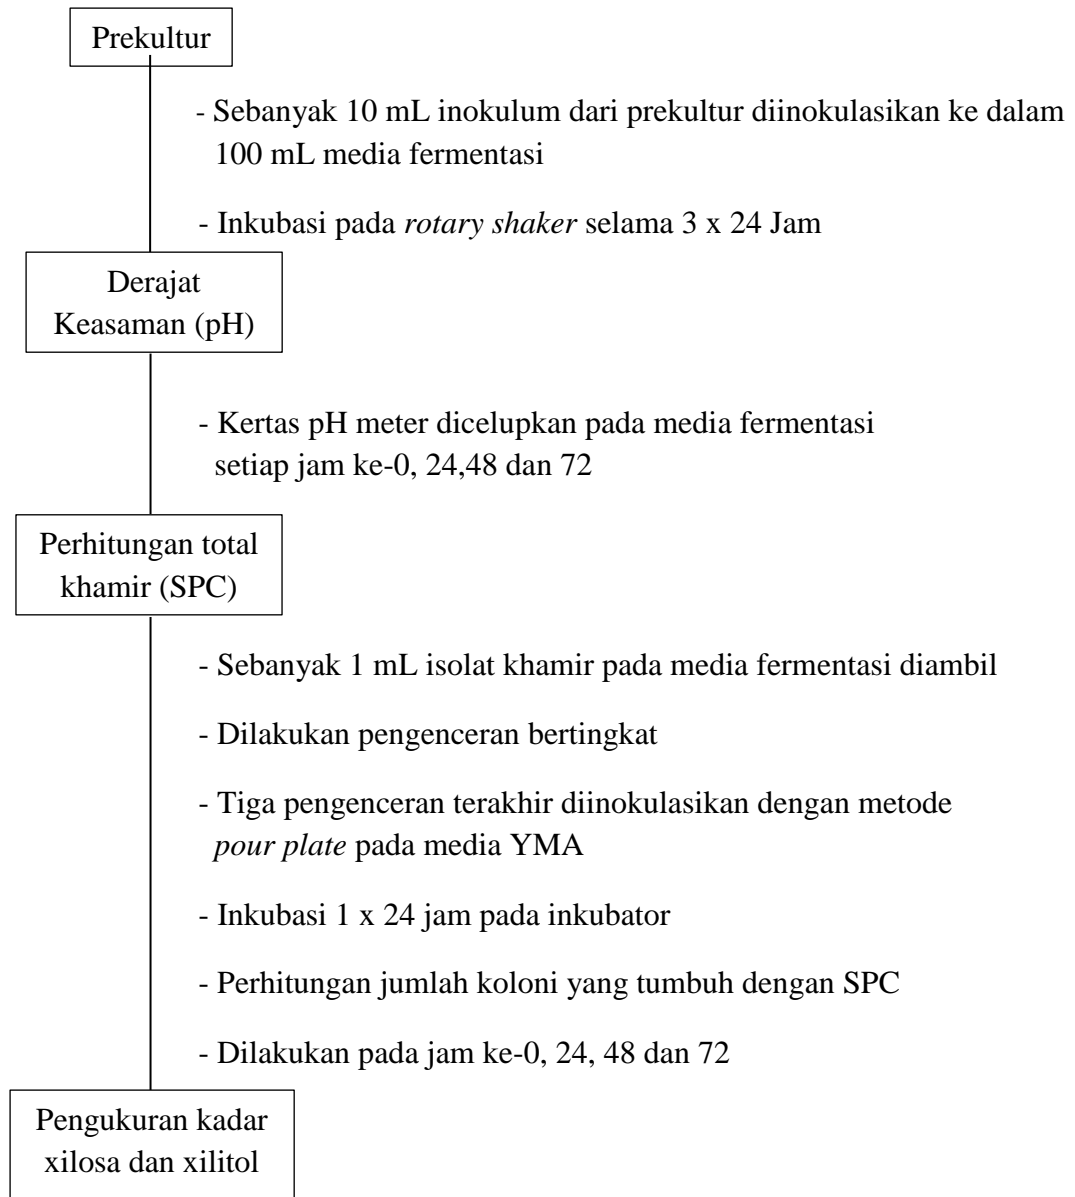 Prekultur
- Sebanyak 10 mL inokulum dari prekultur diinokulasikan ke dalam
100 mL media fermentasi
- Inkubasi pada rotary shaker selama 3 x 24 Jam
Derajat
Keasaman (pH)
- Kertas pH meter dicelupkan pada media fermentasi
setiap jam ke-0, 24,48 dan 72
Perhitungan total
khamir (SPC)
- Sebanyak 1 mL isolat khamir pada media fermentasi diambil
- Dilakukan pengenceran bertingkat
- Tiga pengenceran terakhir diinokulasikan dengan metode
pour plate pada media YMA
- Inkubasi 1 x 24 jam pada inkubator
- Perhitungan jumlah koloni yang tumbuh dengan SPC
- Dilakukan pada jam ke-0, 24, 48 dan 72
Pengukuran kadar
xilosa dan xilitol